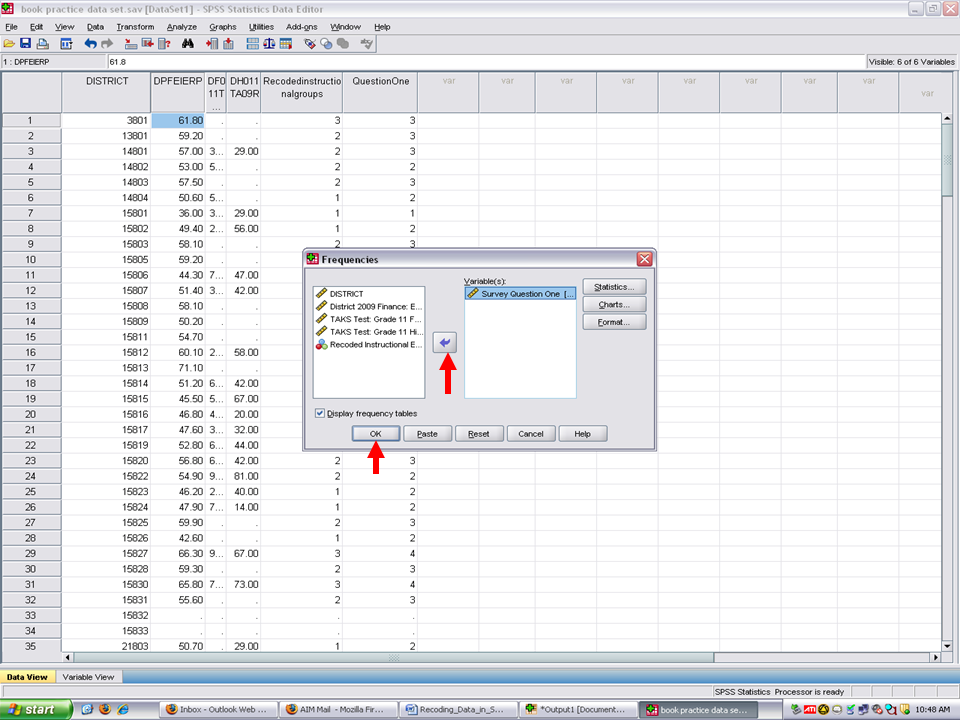 book practice data set.sav [DataSet1] - SPSS Statistics Data Editor
File Edit View Data Transform Analyze Graphs Utilities Add-ons Window Help
1 : DPFEIERP 61.8 Visible: 6 of 6 Variables
DISTRICT DPFEIERP DF011T... DH011TA09R Recodedinstructionalgroups QuestionOne var var var var var var var var var
1 3801 61.80 . . 3 3
2 13801 59.20 . . 2 3
3 14801 57.00 3... 29.00 2 3
4 14802 53.00 5... . 2 2
5 14803 57.50 . . 2 3
6 14804 50.60 5... . 1 2
7 15801 36.00 3... 29.00 1 1
8 15802 49.40 2... 56.00 1 2
9 15803 58.10 . . 2 3
10 15805 59.20 . .
11 15806 44.30 7... 47.00
12 15807 51.40 3... 42.00
13 15808 58.10 . .
14 15809 50.20 . .
15 15811 54.70 . .
16 15812 60.10 2... 58.00
17 15813 71.10 . .
18 15814 51.20 6... 42.00
19 15815 45.50 5... 67.00
20 15816 46.80 4... 20.00
21 15817 47.60 3... 32.00
22 15819 52.80 6... 44.00
23 15820 56.80 6... 42.00 2 3
24 15822 54.90 9... 81.00 2 2
25 15823 46.20 2... 40.00 1 2
26 15824 47.90 7... 14.00 1 2
27 15825 59.90 . . 2 3
28 15826 42.60 . . 1 2
29 15827 66.30 9... 67.00 3 4
30 15828 59.30 . . 2 3
31 15830 65.80 7... 73.00 3 4
32 15831 55.60 . . 2 3
33 15832 . . . . .
34 15833 . . . . .
35 21803 50.70 . 29.00 1 2
Frequencies
Variable(s):
DISTRICT
District 2009 Finance: E...
TAKS Test: Grade 11 F...
TAKS Test: Grade 11 Hi...
Recoded Instructional E...
Survey Question One [...
Statistics...
Charts...
Format...
Display frequency tables
OK Paste Reset Cancel Help
Data View Variable View
SPSS Statistics Processor is ready
start Inbox - Outlook Web ... AIM Mail - Mozilla Fir... Recoding_Data_in_S... *Output1 [Document... book practice data se... ATI 10:48 AM